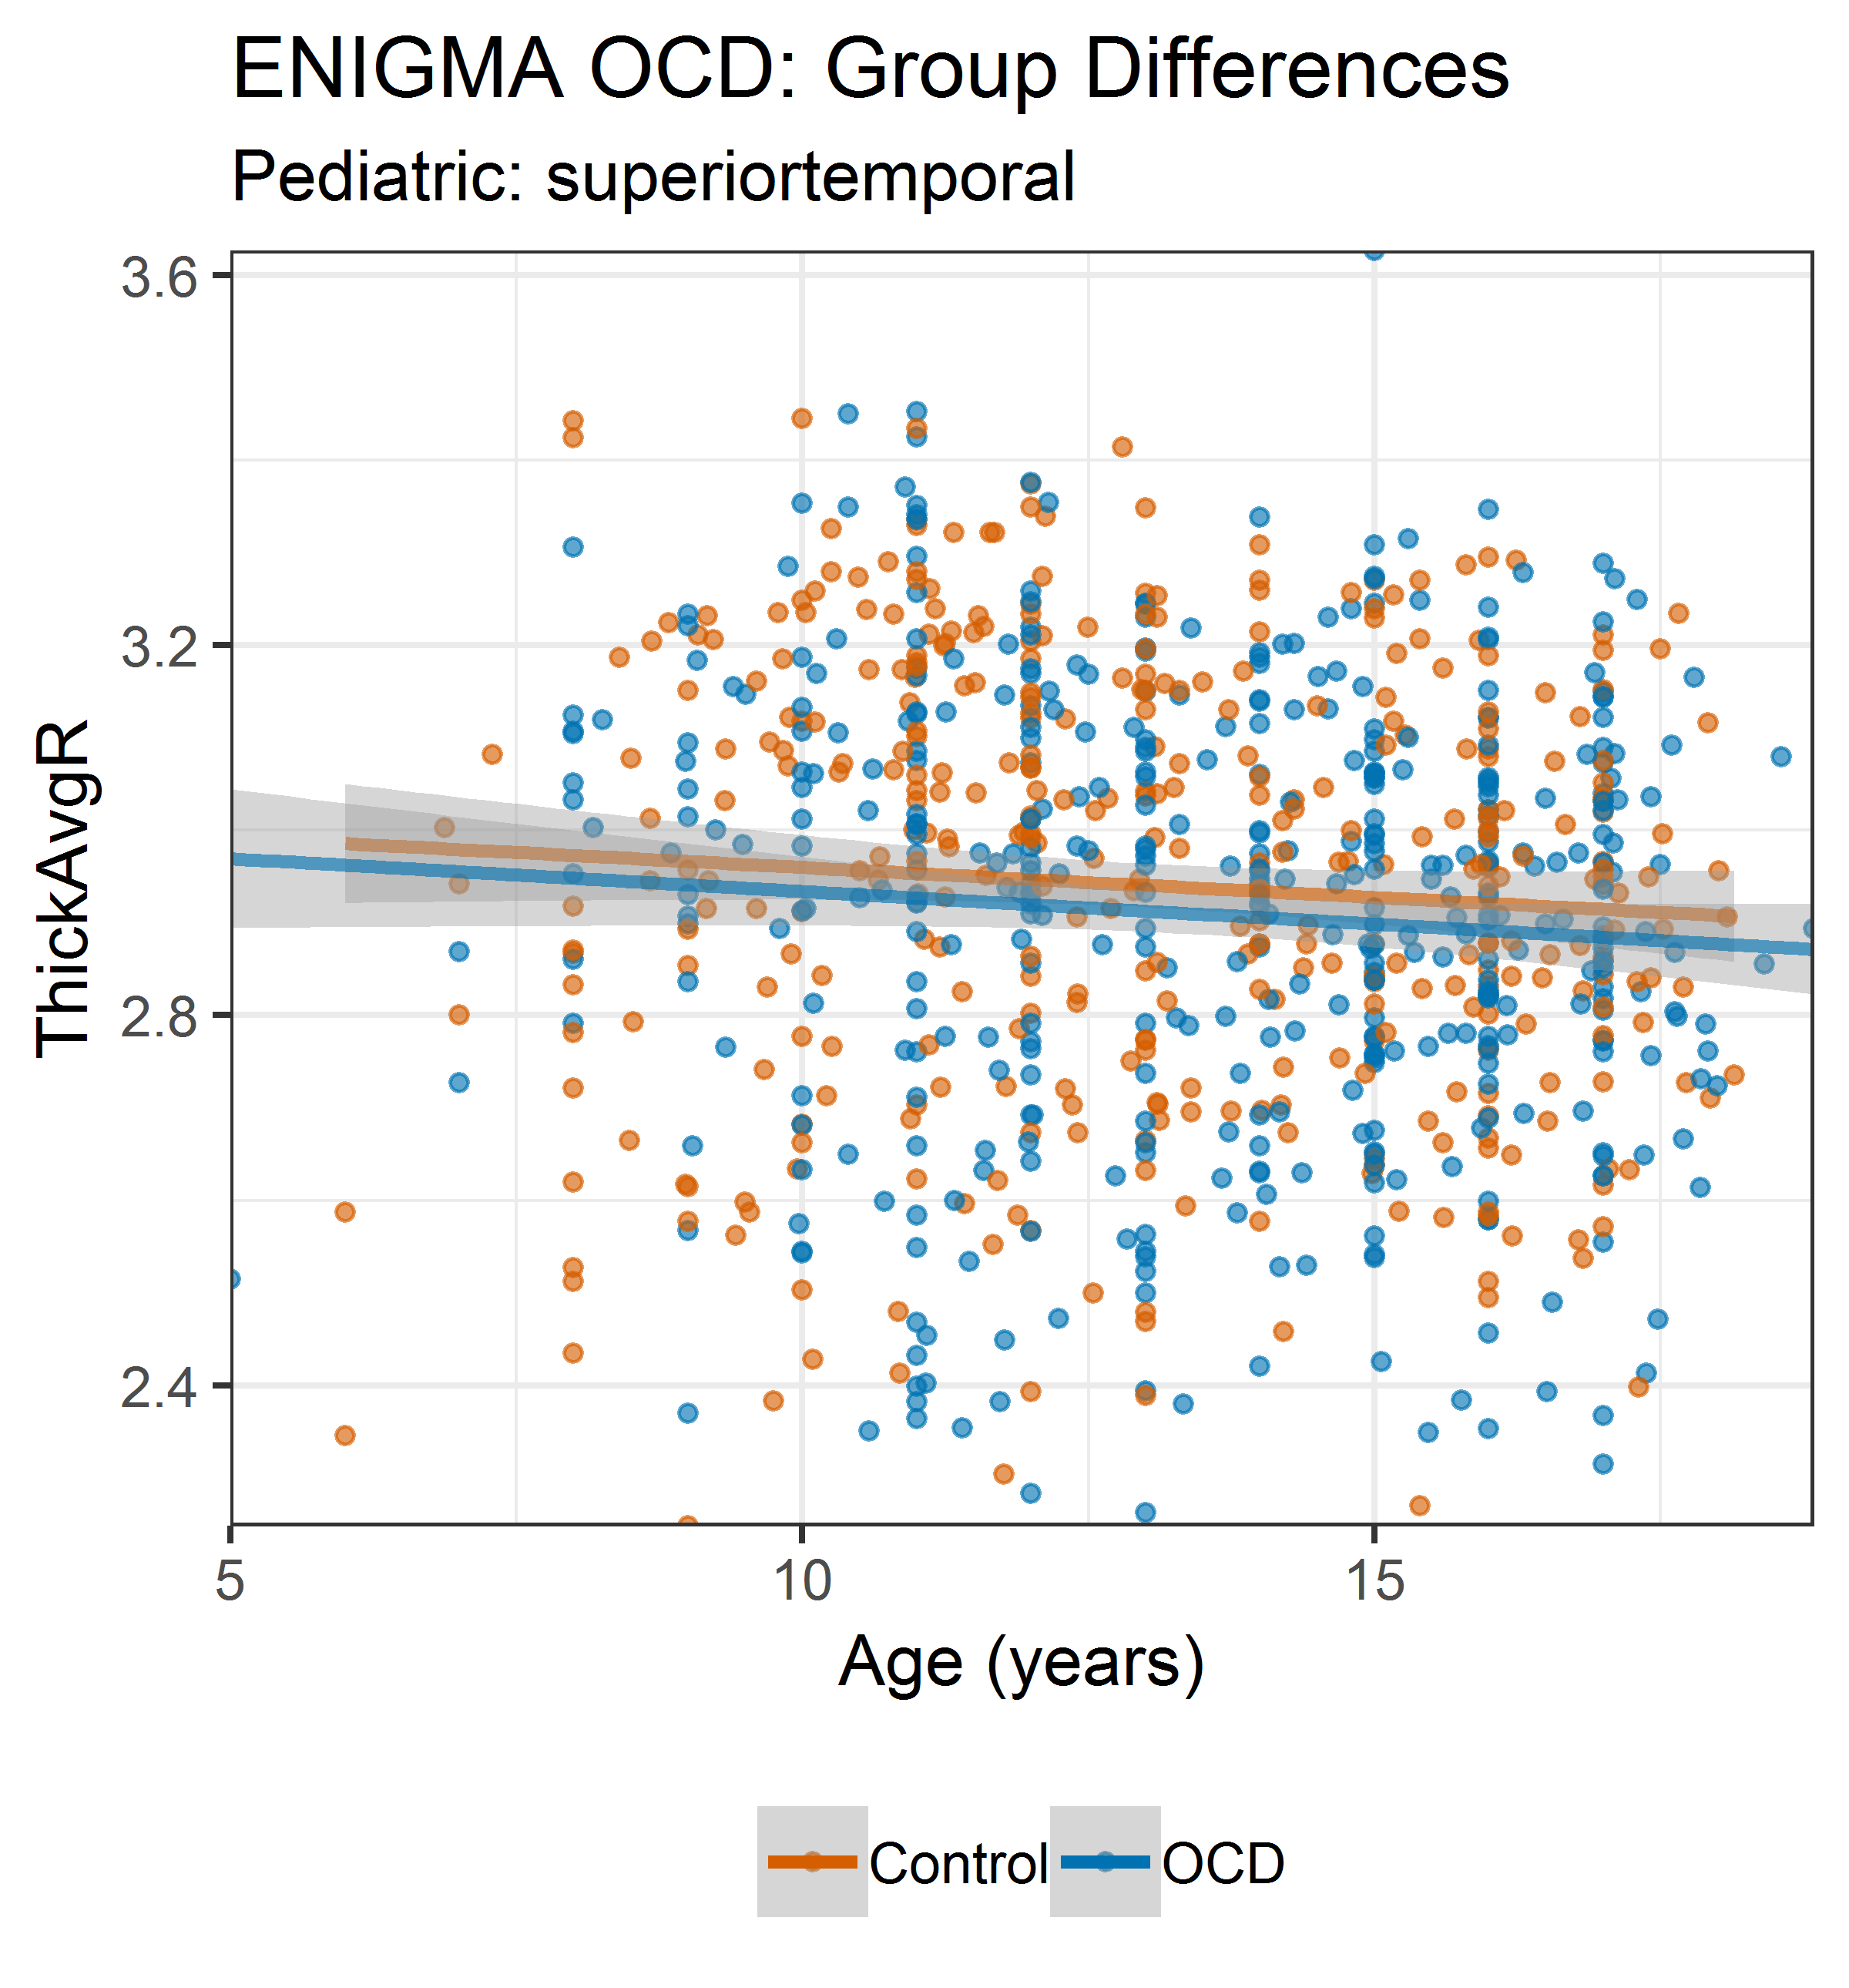 ENIGMA OCD: Group Differences
Pediatric: superiortemporal
ThickAvgR
3.6
3.2
2.8
2.4
5 10 15
Age (years)
Control OCD